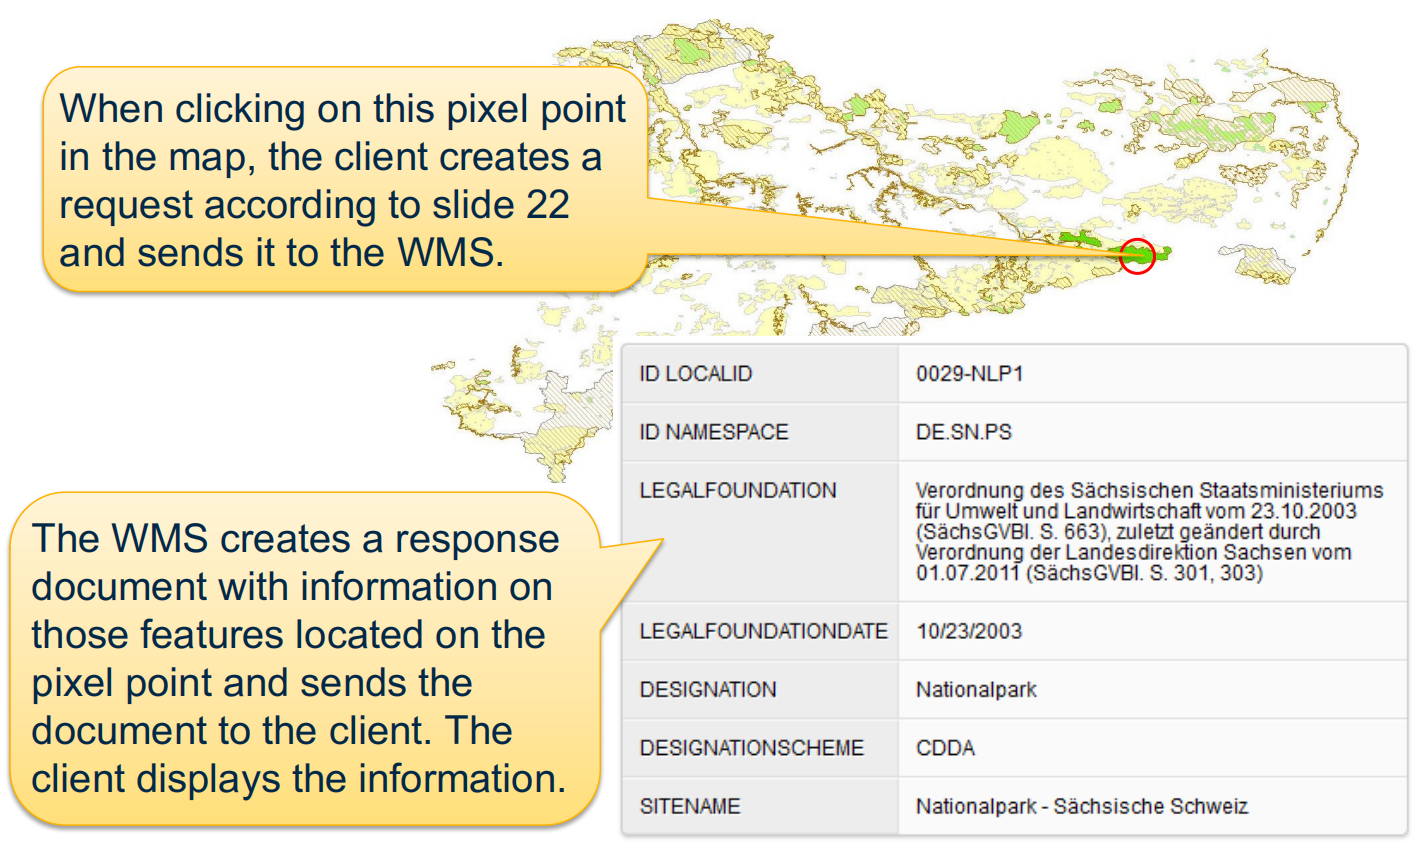 When clicking on this pixel point
in the map, the client creates a
request according to slide 22
and sends it to the WMS.
ID LOCALID 0029-NLP1
ID NAMESPACE DE.SN.PS
LEGALFOUNDATION Verordnung des Sächsischen Staatsministeriums
für Umwelt und Landwirtschaft vom 23.10.2003
(SächsGVBl. S. 663), zuletzt geändert durch
Verordnung der Landesdirektion Sachsen vom
01.07.2011 (SächsGVBl. S. 301, 303)
LEGALFOUNDATIONDATE 10/23/2003
DESIGNATION Nationalpark
DESIGNATIONSCHEME CDDA
SITENAME Nationalpark - Sächsische Schweiz
The WMS creates a response
document with information on
those features located on the
pixel point and sends the
document to the client. The
client displays the information.